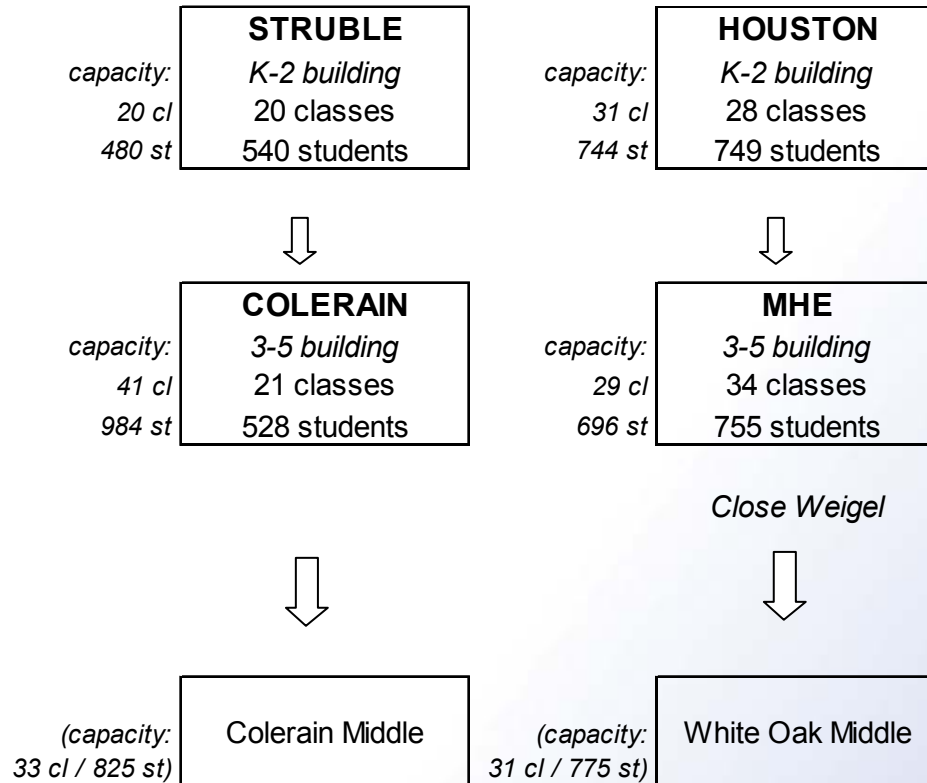 STRUBLE
capacity: K-2 building
20 cl 20 classes
480 st 540 students
HOUSTON
capacity: K-2 building
31 cl 28 classes
744 st 749 students
COLERAIN
capacity: 3-5 building
41 cl 21 classes
984 st 528 students
MHE
capacity: 3-5 building
29 cl 34 classes
696 st 755 students
Close Weigel
(capacity: Colerain Middle
33 cl / 825 st)
(capacity: White Oak Middle
31 cl / 775 st)